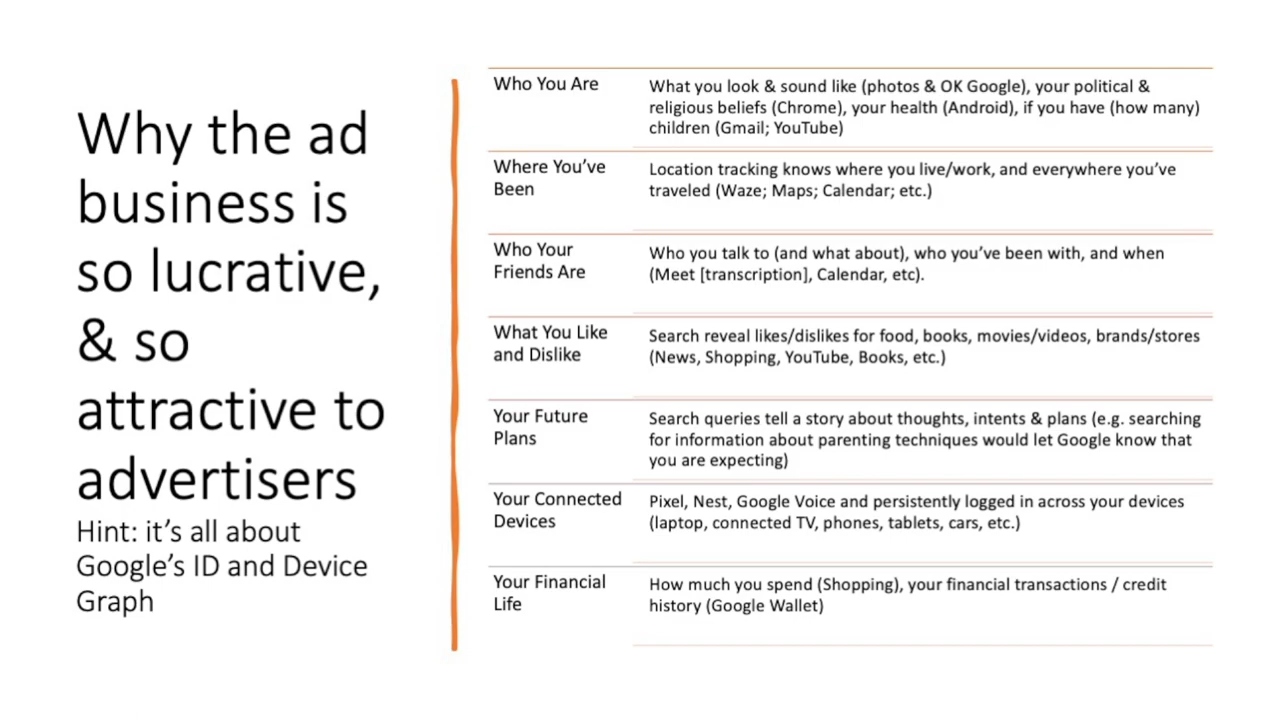 Why the ad
business is
so lucrative,
& so
attractive to
advertisers
Hint: it's all about
Google's ID and Device
Graph
Who You Are
What you look & sound like (photos & OK Google), your political &
religious beliefs (Chrome), your health (Android), if you have (how many)
children (Gmail; YouTube)
Where You've
Been
Location tracking knows where you live/work, and everywhere you've
traveled (Waze; Maps; Calendar; etc.)
Who Your
Friends Are
Who you talk to (and what about), who you've been with, and when
(Meet [transcription], Calendar, etc).
What You Like
and Dislike
Search reveal likes/dislikes for food, books, movies/videos, brands/stores
(News, Shopping, YouTube, Books, etc.)
Your Future
Plans
Search queries tell a story about thoughts, intents & plans (e.g. searching
for information about parenting techniques would let Google know that
you are expecting)
Your Connected
Devices
Pixel, Nest, Google Voice and persistently logged in across your devices
(laptop, connected TV, phones, tablets, cars, etc.)
Your Financial
Life
How much you spend (Shopping), your financial transactions / credit
history (Google Wallet)